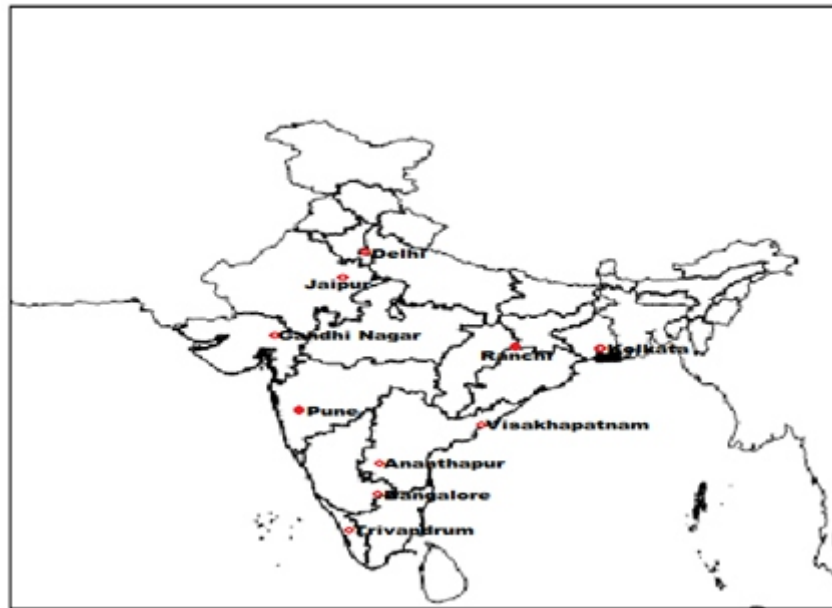 Delhi
Jaipur
Gandhi Nagar
Ranchi
Kolkata
Pune
Visakhapatnam
Ananthapur
Bangalore
Trivandrum